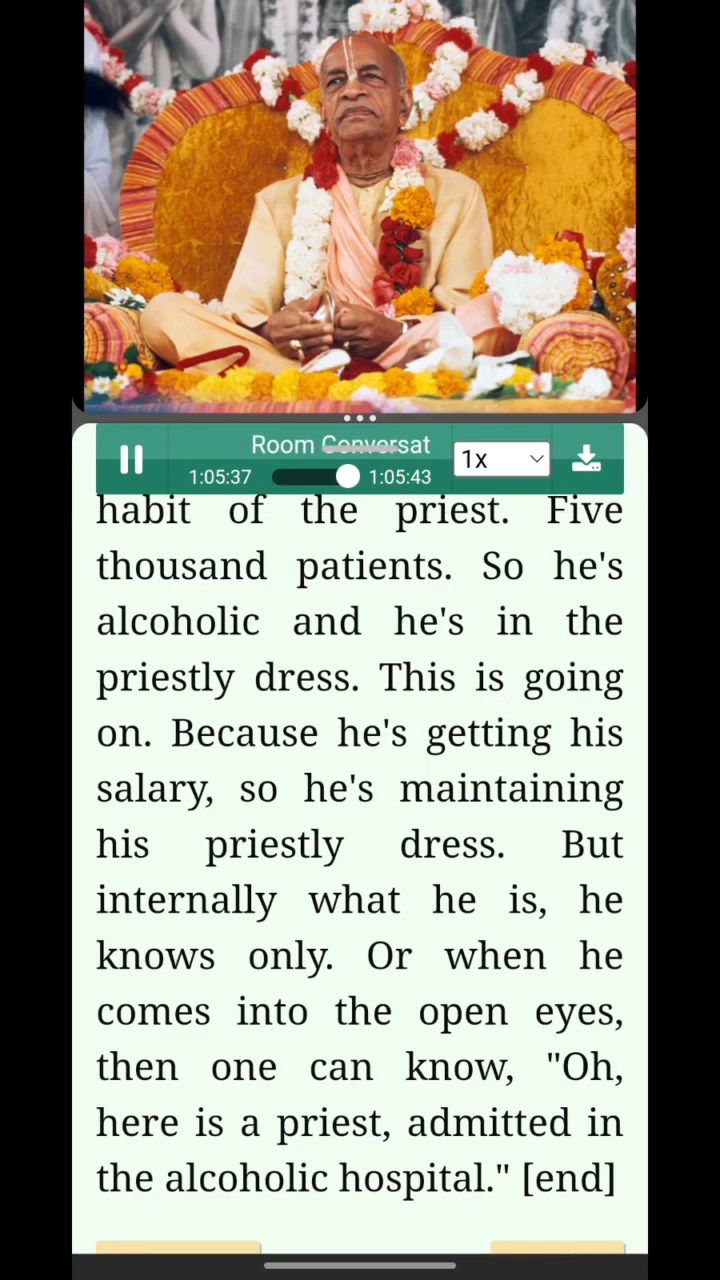 Room Conversat
1:05:37
1:05:43
1x
habit of the priest. Five
thousand patients. So he's
alcoholic and he's in the
priestly dress. This is going
on. Because he's getting his
salary, so he's maintaining
his priestly dress. But
internally what he is, he
knows only. Or when he
comes into the open eyes,
then one can know, "Oh,
here is a priest, admitted in
the alcoholic hospital." [end]